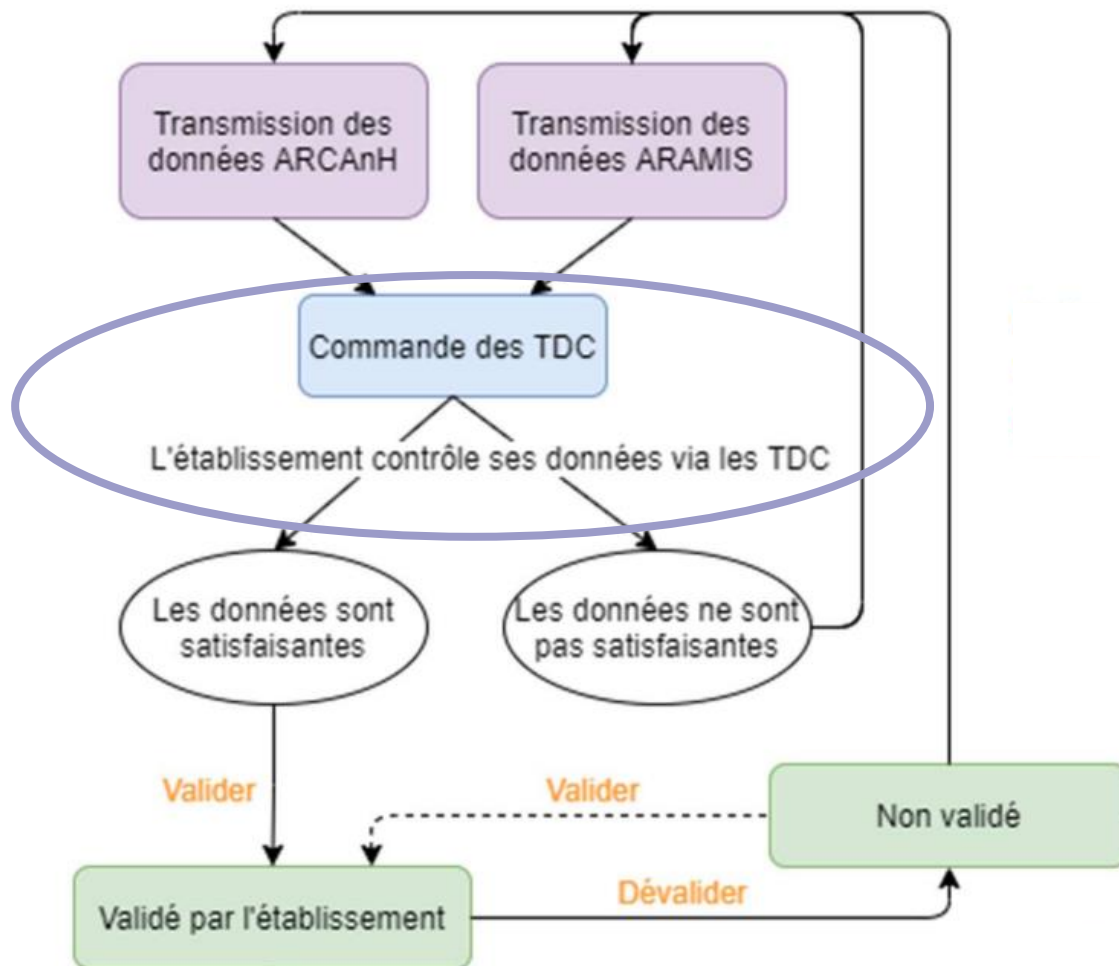 Transmission des
données ARCAnH
Transmission des
données ARAMIS
Commande des TDC
L'établissement contrôle ses données via les TDC
Les données sont
satisfaisantes
Les données ne sont
pas satisfaisantes
Valider
Valider
Non validé
Validé par l'établissement
Dévalider